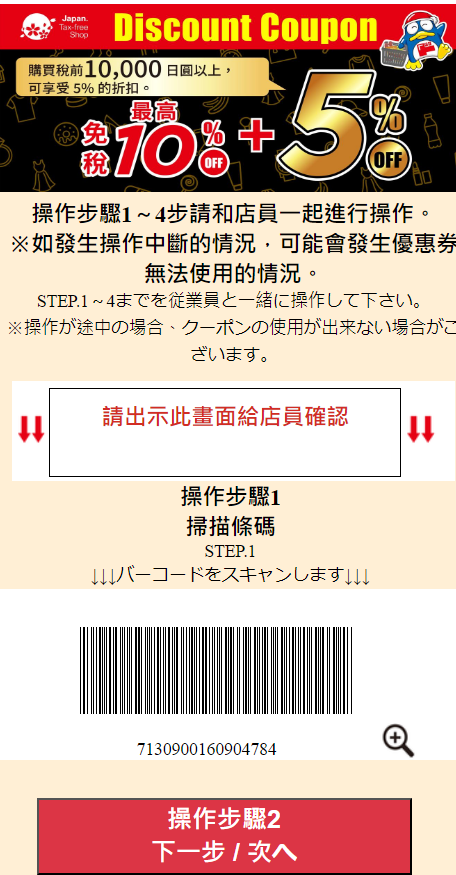 Japan.
Tax-free
Shop
Discount Coupon
購買稅前10,000 日圓以上，
可享受 5% 的折扣。
免稅
最高
10% OFF
+
5% OFF
操作步驟1～4步請和店員一起進行操作。
※如發生操作中斷的情況，可能會發生優惠券
無法使用的情況。
STEP.1～4までを従業員と一緒に操作して下さい。
※操作が途中の場合、クーポンの使用が出来ない場合がご
ざいます。
請出示此畫面給店員確認
操作步驟1
掃描條碼
STEP.1
↓↓↓バーコードをスキャンします↓↓↓
7130900160904784
操作步驟2
下一步 / 次へ